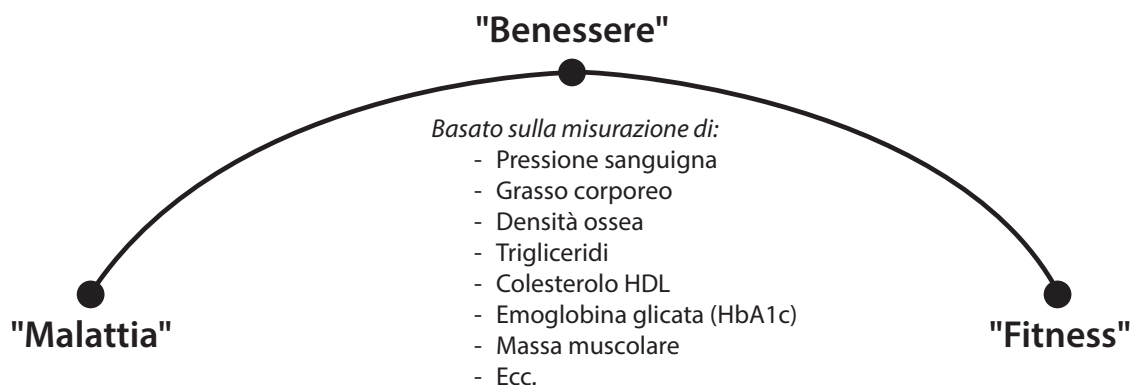 "Benessere"
Basato sulla misurazione di:
- Pressione sanguigna
- Grasso corporeo
- Densità ossea
- Trigliceridi
- Colesterolo HDL
- Emoglobina glicata (HbA1c)
- Massa muscolare
- Ecc.
"Malattia"
"Fitness"